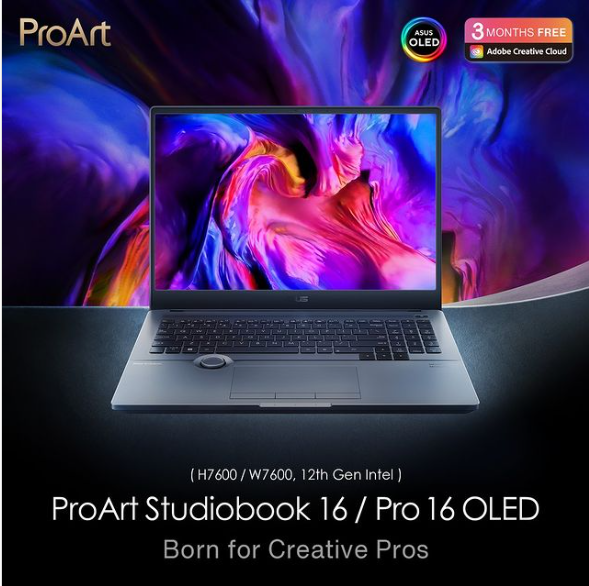 ProArt
ASUS
OLED
3 MONTHS FREE
Adobe Creative Cloud
( H7600 / W7600, 12th Gen Intel )
ProArt Studiobook 16 / Pro 16 OLED
Born for Creative Pros